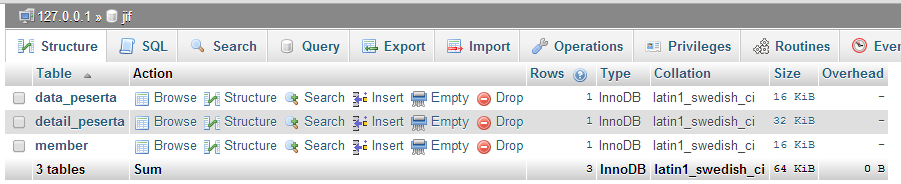 127.0.0.1 » jif
Structure SQL Search Query Export Import Operations Privileges Routines Even
Table Action Rows Type Collation Size Overhead
data_peserta Browse Structure Search Insert Empty Drop 1 InnoDB latin1_swedish_ci 16 KiB -
detail_peserta Browse Structure Search Insert Empty Drop 1 InnoDB latin1_swedish_ci 32 KiB -
member Browse Structure Search Insert Empty Drop 1 InnoDB latin1_swedish_ci 16 KiB -
3 tables Sum 3 InnoDB latin1_swedish_ci 64 KiB 0 B